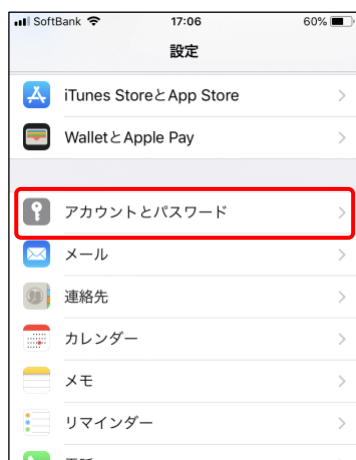 SoftBank 17:06 60%
設定
iTunes StoreとApp Store
WalletとApple Pay
アカウントとパスワード
メール
連絡先
カレンダー
メモ
リマインダー